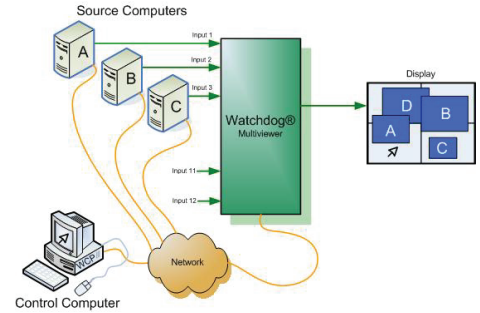 Source Computers
A
B
C
Input 1
Input 2
Input 3
Input 11
Input 12
Watchdog®
Multiviewer
Display
D
B
A
C
Network
WCP
Control Computer